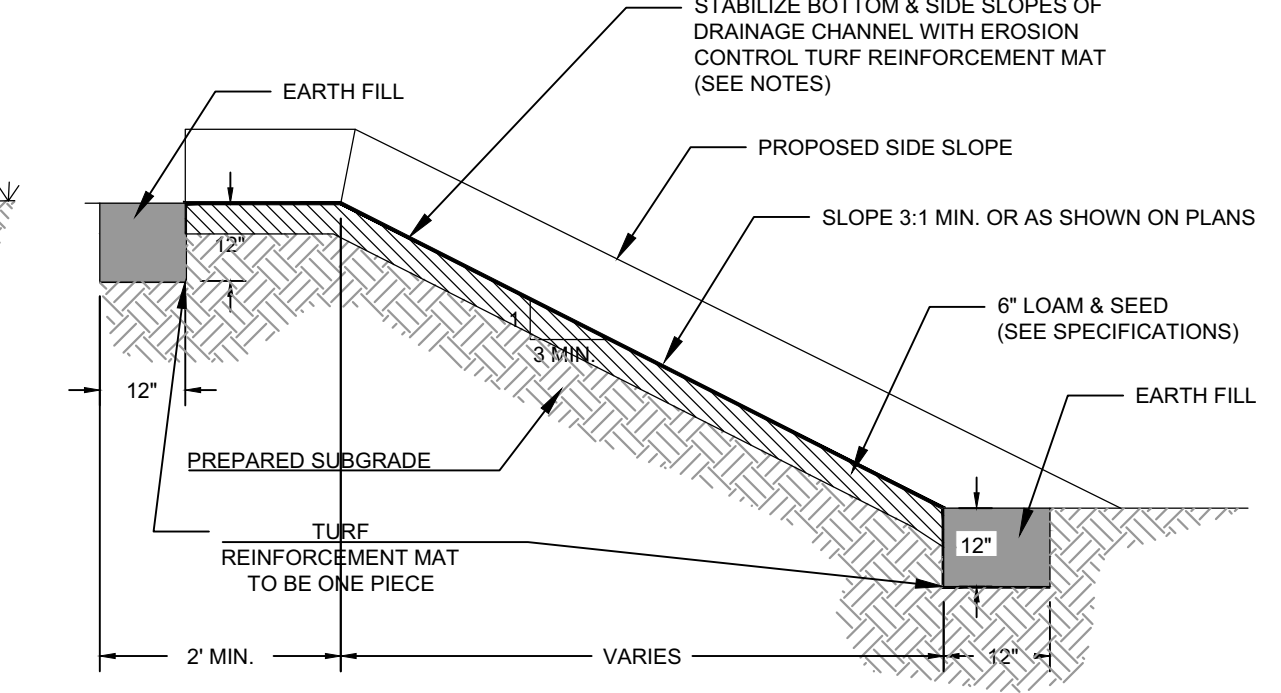 STABILIZE BOTTOM & SIDE SLOPES OF
DRAINAGE CHANNEL WITH EROSION
CONTROL TURF REINFORCEMENT MAT
(SEE NOTES)
EARTH FILL
PROPOSED SIDE SLOPE
SLOPE 3:1 MIN. OR AS SHOWN ON PLANS
12"
6" LOAM & SEED
(SEE SPECIFICATIONS)
1
3 MIN.
12"
EARTH FILL
PREPARED SUBGRADE
TURF
REINFORCEMENT MAT
TO BE ONE PIECE
12"
2' MIN.
VARIES
12"